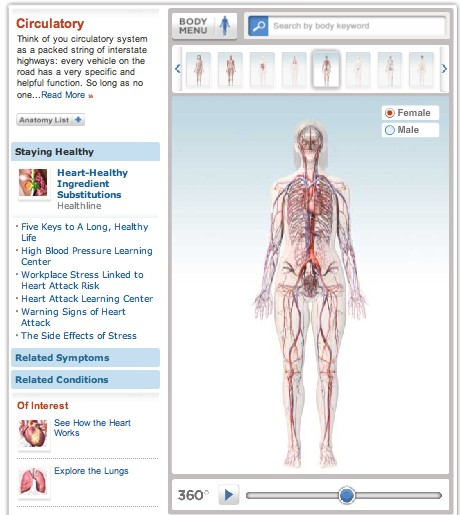 Circulatory
Think of you circulatory system
as a packed string of interstate
highways: every vehicle on the
road has a very specific and
helpful function. So long as no
one...Read More »
Anatomy List +
Staying Healthy
Heart-Healthy
Ingredient
Substitutions
Healthline
Five Keys to A Long, Healthy
Life
High Blood Pressure Learning
Center
Workplace Stress Linked to
Heart Attack Risk
Heart Attack Learning Center
Warning Signs of Heart
Attack
The Side Effects of Stress
Related Symptoms
Related Conditions
Of Interest
See How the Heart
Works
Explore the Lungs
BODY
MENU
Search by body keyword
Female
Male
360°